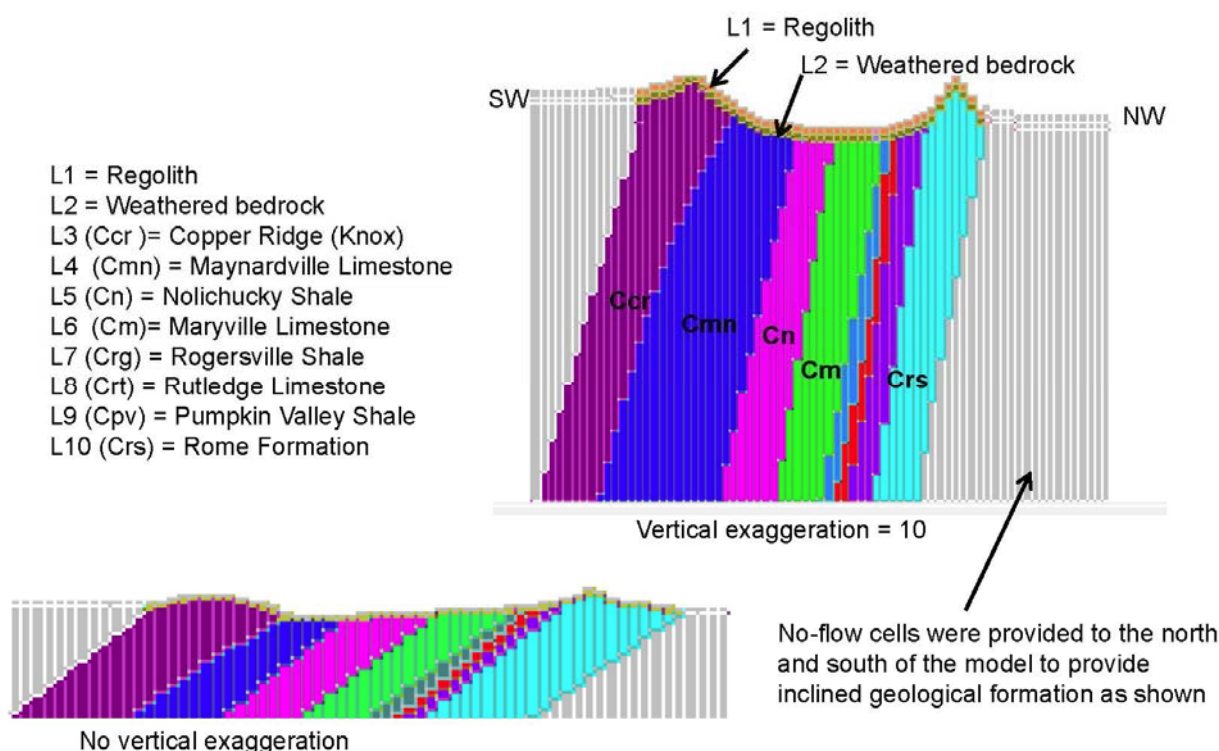 L1 = Regolith
L2 = Weathered bedrock
SW
NW
L1 = Regolith
L2 = Weathered bedrock
L3 (Ccr )= Copper Ridge (Knox)
L4 (Cmn) = Maynardville Limestone
L5 (Cn) = Nolichucky Shale
L6 (Cm)= Maryville Limestone
L7 (Crg) = Rogersville Shale
L8 (Crt) = Rutledge Limestone
L9 (Cpv) = Pumpkin Valley Shale
L10 (Crs) = Rome Formation
Ccr
Cmn
Cn
Cm
Crs
Vertical exaggeration = 10
No-flow cells were provided to the north
and south of the model to provide
inclined geological formation as shown
No vertical exaggeration